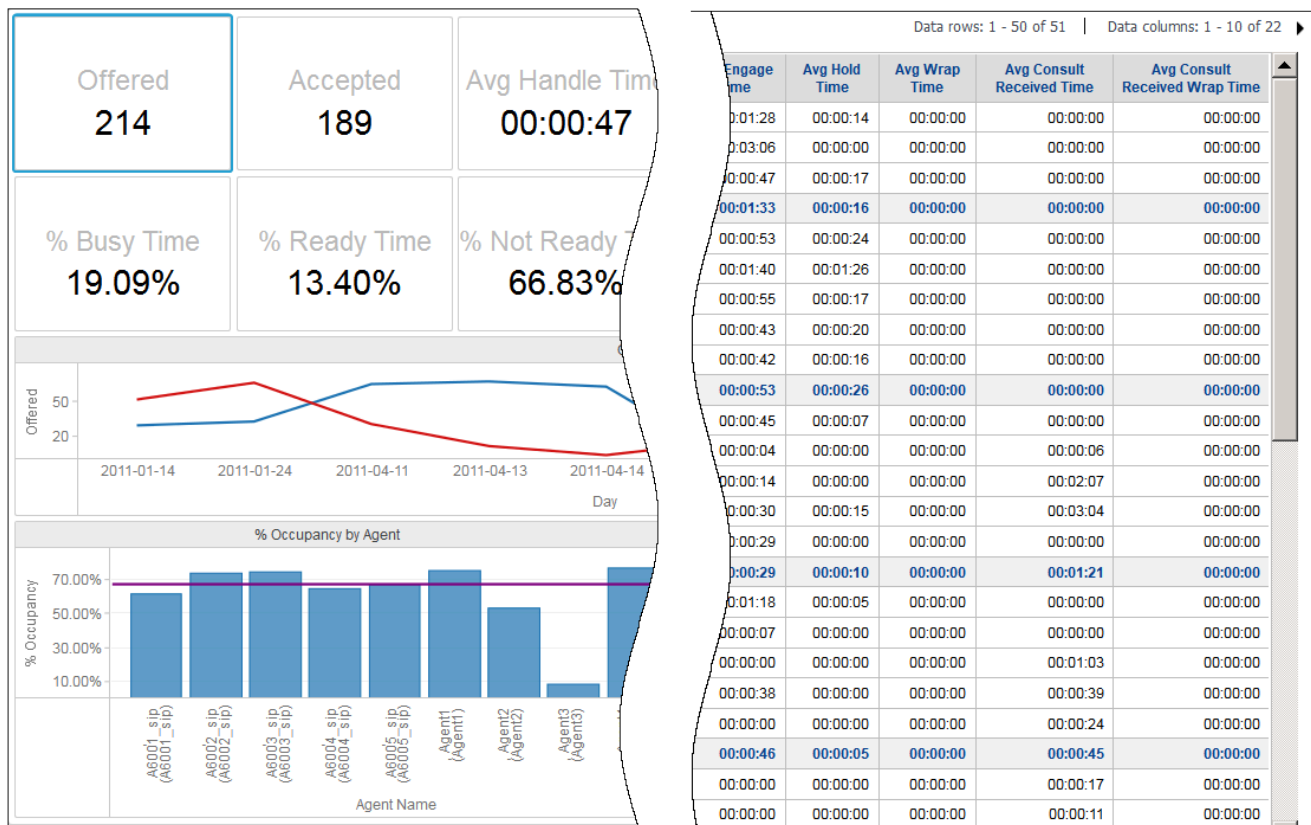 Offered
214
Accepted
189
Avg Handle Time
00:00:47
% Busy Time
19.09%
% Ready Time
13.40%
% Not Ready
66.83%
Offered
50
20
2011-01-14 2011-01-24 2011-04-11 2011-04-13 2011-04-14
Day
% Occupancy by Agent
% Occupancy
70.00%
50.00%
30.00%
10.00%
A6001_sip
(A6001_sip)
A6002_sip
(A6002_sip)
A6003_sip
(A6003_sip)
A6004_sip
(A6004_sip)
A6005_sip
(A6005_sip)
Agent1
(Agent1)
Agent2
(Agent2)
Agent3
(Agent3)
Agent Name
Data rows: 1 - 50 of 51 | Data columns: 1 - 10 of 22
Engage Avg Hold Avg Wrap Avg Consult Avg Consult
Time Time Received Time Received Wrap Time
0:01:28 00:00:14 00:00:00 00:00:00 00:00:00
0:03:06 00:00:00 00:00:00 00:00:00 00:00:00
00:00:47 00:00:17 00:00:00 00:00:00 00:00:00
00:01:33 00:00:16 00:00:00 00:00:00 00:00:00
00:00:53 00:00:24 00:00:00 00:00:00 00:00:00
00:01:40 00:01:26 00:00:00 00:00:00 00:00:00
00:00:55 00:00:17 00:00:00 00:00:00 00:00:00
00:00:43 00:00:20 00:00:00 00:00:00 00:00:00
00:00:42 00:00:16 00:00:00 00:00:00 00:00:00
00:00:53 00:00:26 00:00:00 00:00:00 00:00:00
00:00:45 00:00:07 00:00:00 00:00:00 00:00:00
00:00:04 00:00:00 00:00:00 00:00:06 00:00:00
00:00:14 00:00:00 00:00:00 00:02:07 00:00:00
00:00:30 00:00:15 00:00:00 00:03:04 00:00:00
0:00:29 00:00:00 00:00:00 00:00:00 00:00:00
0:00:29 00:00:10 00:00:00 00:01:21 00:00:00
0:01:18 00:00:05 00:00:00 00:00:00 00:00:00
00:00:07 00:00:00 00:00:00 00:00:00 00:00:00
00:00:00 00:00:00 00:00:00 00:01:03 00:00:00
00:00:38 00:00:00 00:00:00 00:00:39 00:00:00
00:00:00 00:00:00 00:00:00 00:00:24 00:00:00
00:00:46 00:00:05 00:00:00 00:00:45 00:00:00
00:00:00 00:00:00 00:00:00 00:00:17 00:00:00
00:00:00 00:00:00 00:00:00 00:00:11 00:00:00